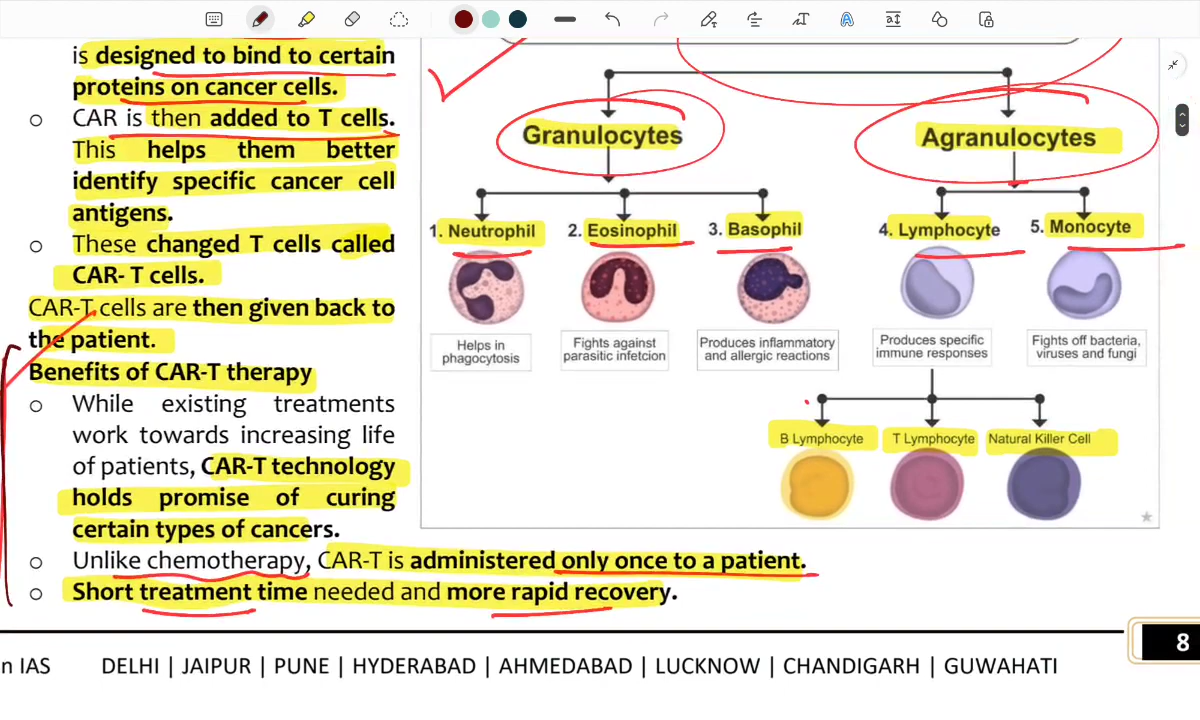 is designed to bind to certain
proteins on cancer cells.
o CAR is then added to T cells.
This helps them better
identify specific cancer cell
antigens.
o These changed T cells called
CAR- T cells.
CAR-T cells are then given back to
the patient.
Benefits of CAR-T therapy
o While existing treatments
work towards increasing life
of patients, CAR-T technology
holds promise of curing
certain types of cancers.
o Unlike chemotherapy, CAR-T is administered only once to a patient.
o Short treatment time needed and more rapid recovery.
Granulocytes
Agranulocytes
1. Neutrophil
2. Eosinophil
3. Basophil
4. Lymphocyte
5. Monocyte
Helps in
phagocytosis
Fights against
parasitic infetcion
Produces inflammatory
and allergic reactions
Produces specific
immune responses
Fights off bacteria,
viruses and fungi
B Lymphocyte
T Lymphocyte
Natural Killer Cell
8
n IAS
DELHI | JAIPUR | PUNE | HYDERABAD | AHMEDABAD | LUCKNOW | CHANDIGARH | GUWAHATI